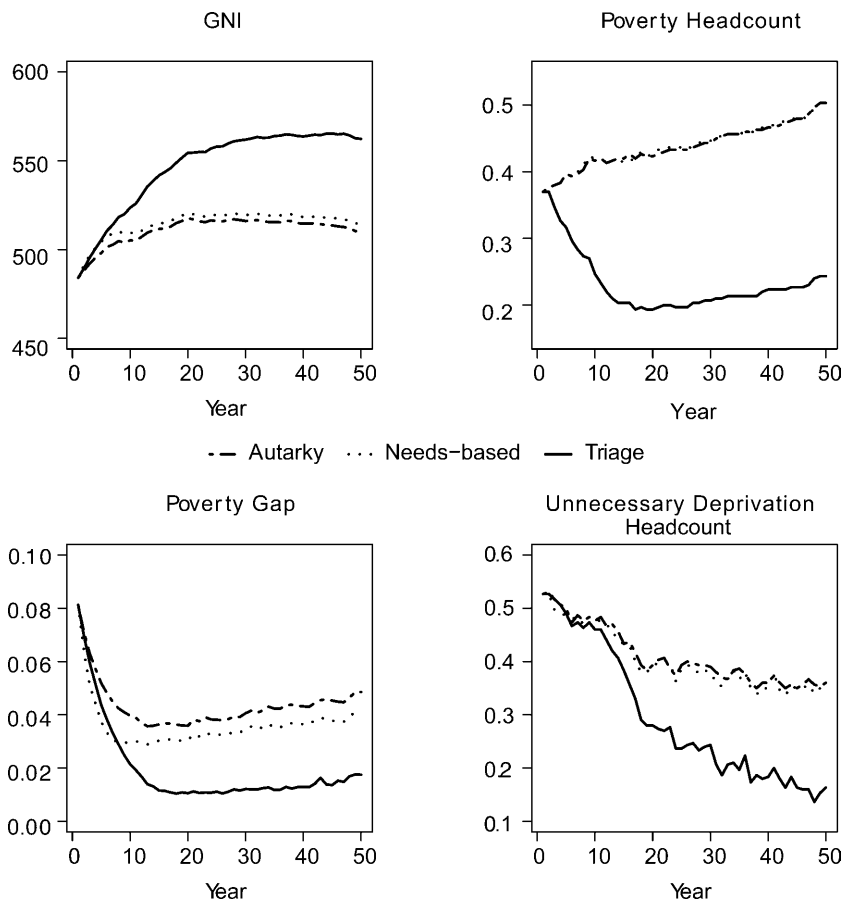 GNI
600
550
500
450
0 10 20 30 40 50
Year
Poverty Headcount
0.5
0.4
0.3
0.2
0 10 20 30 40 50
Year
Autarky Needs-based Triage
Poverty Gap
0.10
0.08
0.06
0.04
0.02
0.00
0 10 20 30 40 50
Year
Unnecessary Deprivation
Headcount
0.6
0.5
0.4
0.3
0.2
0.1
0 10 20 30 40 50
Year